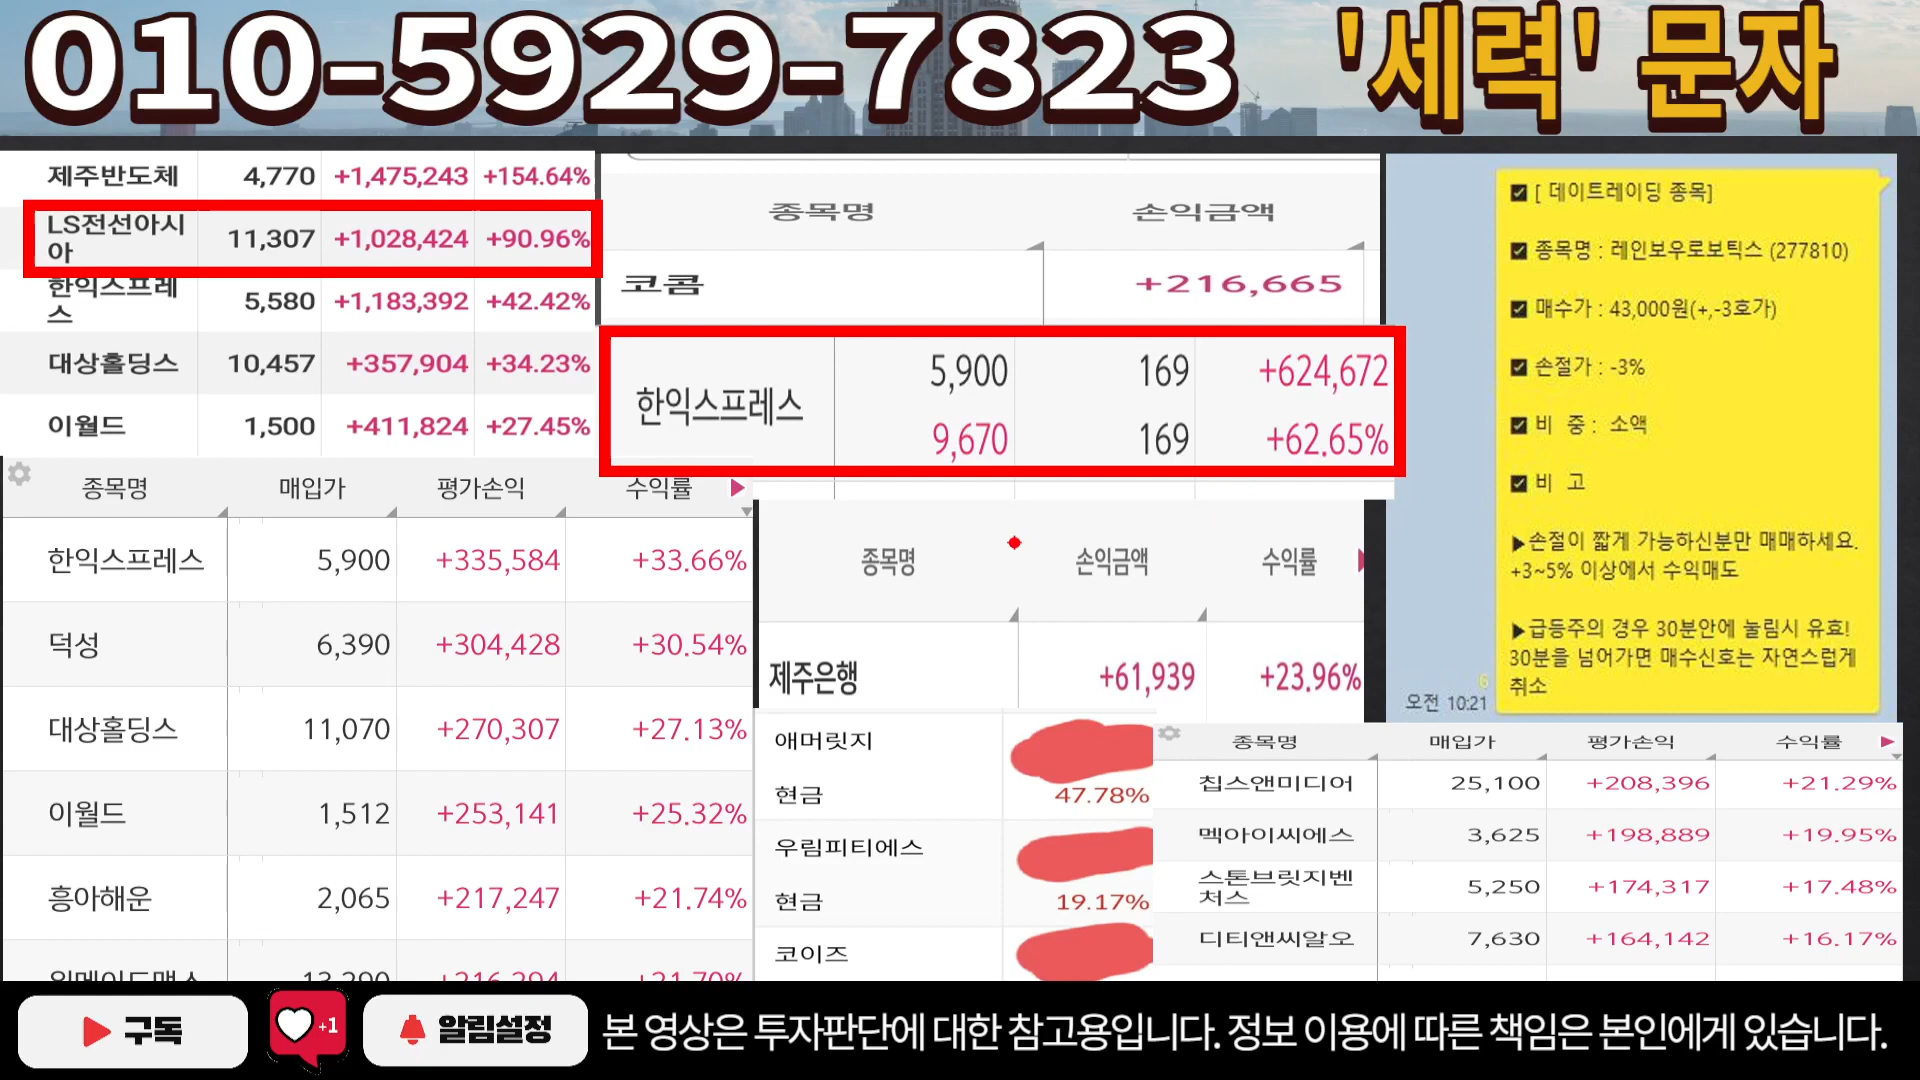 010-5929-7823 '세력' 문자
제주반도체 4,770 +1,475,243 +154.64%
LS전선아시
아 11,307 +1,028,424 +90.96%
한익스프레
스 5,580 +1,183,392 +42.42%
대상홀딩스 10,457 +357,904 +34.23%
이월드 1,500 +411,824 +27.45%
종목명 손익금액
코콤 +216,665
한익스프레스
5,900 169 +624,672
9,670 169 +62.65%
종목명 매입가 평가손익 수익률
한익스프레스 5,900 +335,584 +33.66%
덕성 6,390 +304,428 +30.54%
대상홀딩스 11,070 +270,307 +27.13%
이월드 1,512 +253,141 +25.32%
흥아해운 2,065 +217,247 +21.74%
종목명 손익금액 수익률
제주은행 +61,939 +23.96%
애머릿지
현금 47.78%
우림피티에스
현금 19.17%
코이즈
[ 데이트레이딩 종목]
종목명 : 레인보우로보틱스 (277810)
매수가 : 43,000원(+,-3호가)
손절가 : -3%
비 중 : 소액
비 고
▶손절이 짧게 가능하신분만 매매하세요.
+3~5% 이상에서 수익매도
▶급등주의 경우 30분안에 눌림시 유효!
30분을 넘어가면 매수신호는 자연스럽게
취소
6
오전 10:21
종목명 매입가 평가손익 수익률
칩스앤미디어 25,100 +208,396 +21.29%
멕아이씨에스 3,625 +198,889 +19.95%
스톤브릿지벤
처스 5,250 +174,317 +17.48%
디티앤씨알오 7,630 +164,142 +16.17%
구독 +1 알림설정 본 영상은 투자판단에 대한 참고용입니다. 정보 이용에 따른 책임은 본인에게 있습니다.